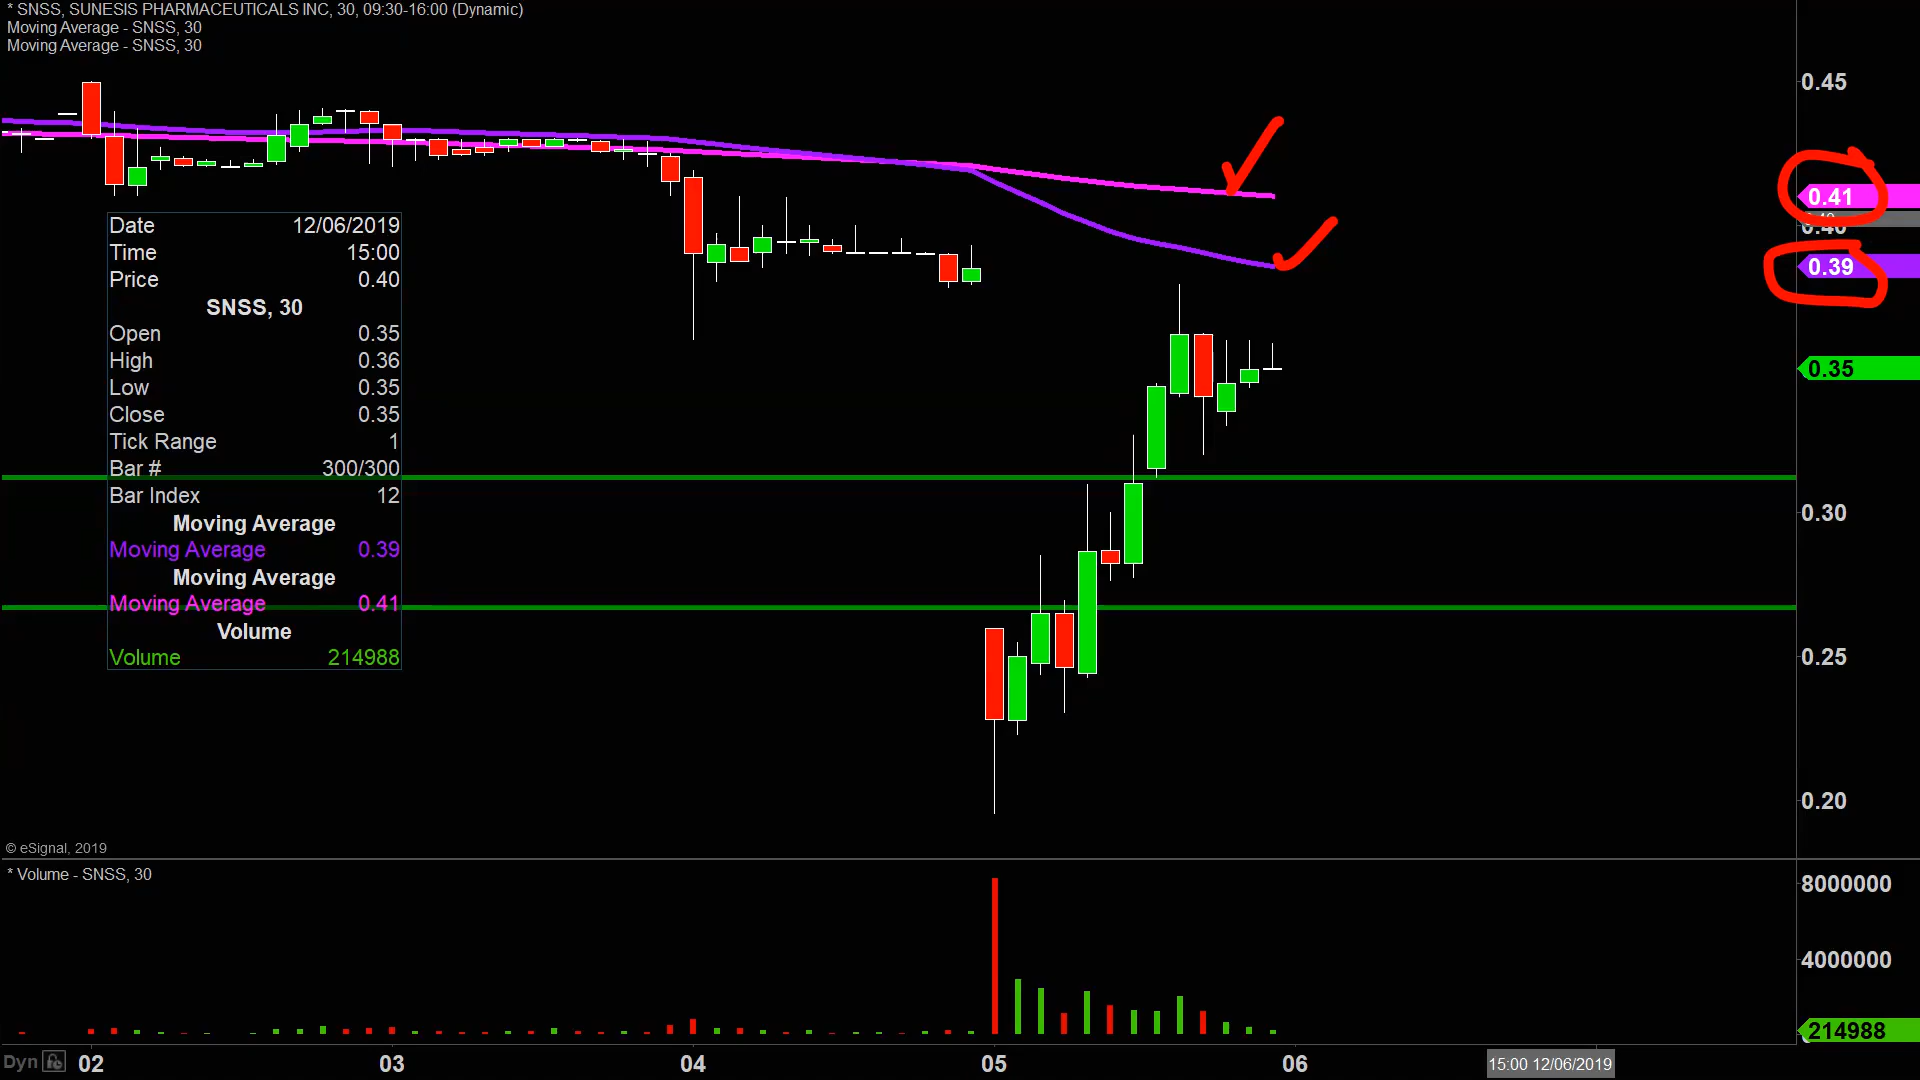 * SNSS, SUNESIS PHARMACEUTICALS INC, 30, 09:30-16:00 (Dynamic)
Moving Average - SNSS, 30
Moving Average - SNSS, 30
0.45
0.41
0.40
0.39
0.35
0.30
0.25
0.20
Date 12/06/2019
Time 15:00
Price 0.40
SNSS, 30
Open 0.35
High 0.36
Low 0.35
Close 0.35
Tick Range 1
Bar # 300/300
Bar Index 12
Moving Average
Moving Average 0.39
Moving Average
Moving Average 0.41
Volume
Volume 214988
© eSignal, 2019
* Volume - SNSS, 30
8000000
4000000
214988
Dyn 02 03 04 05 06 15:00 12/06/2019